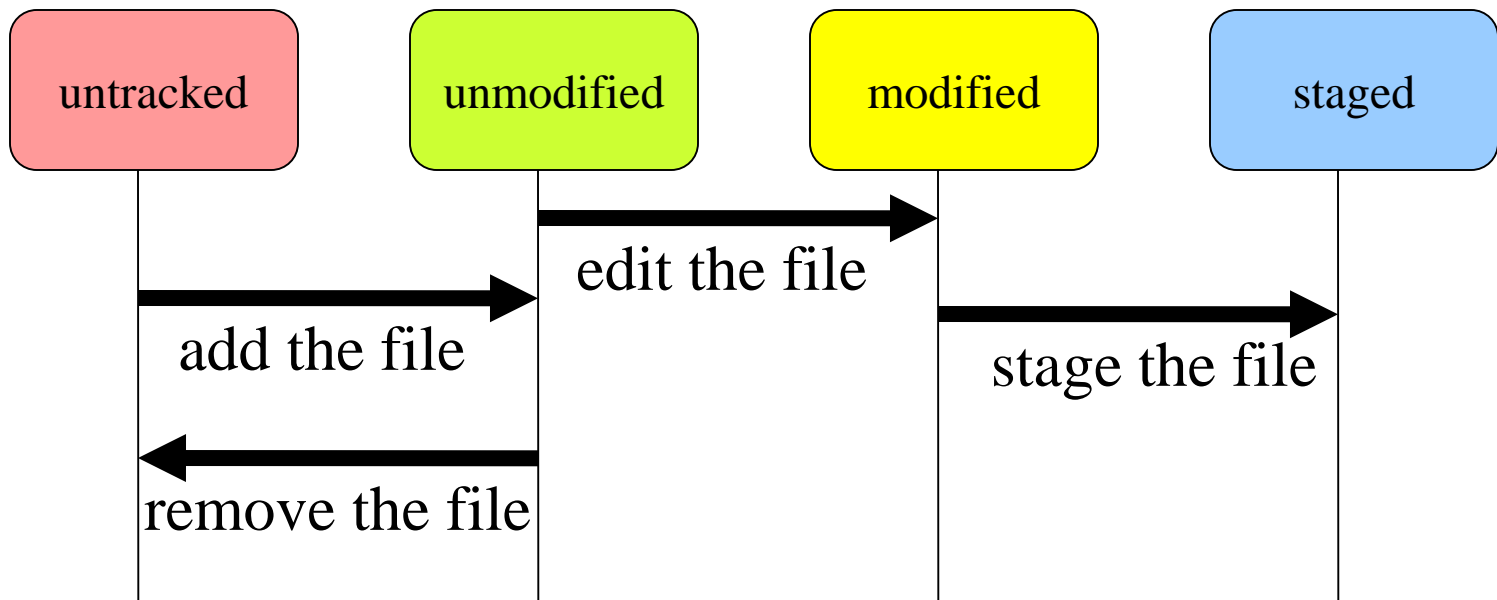 untracked
unmodified
modified
staged
edit the file
add the file
stage the file
remove the file